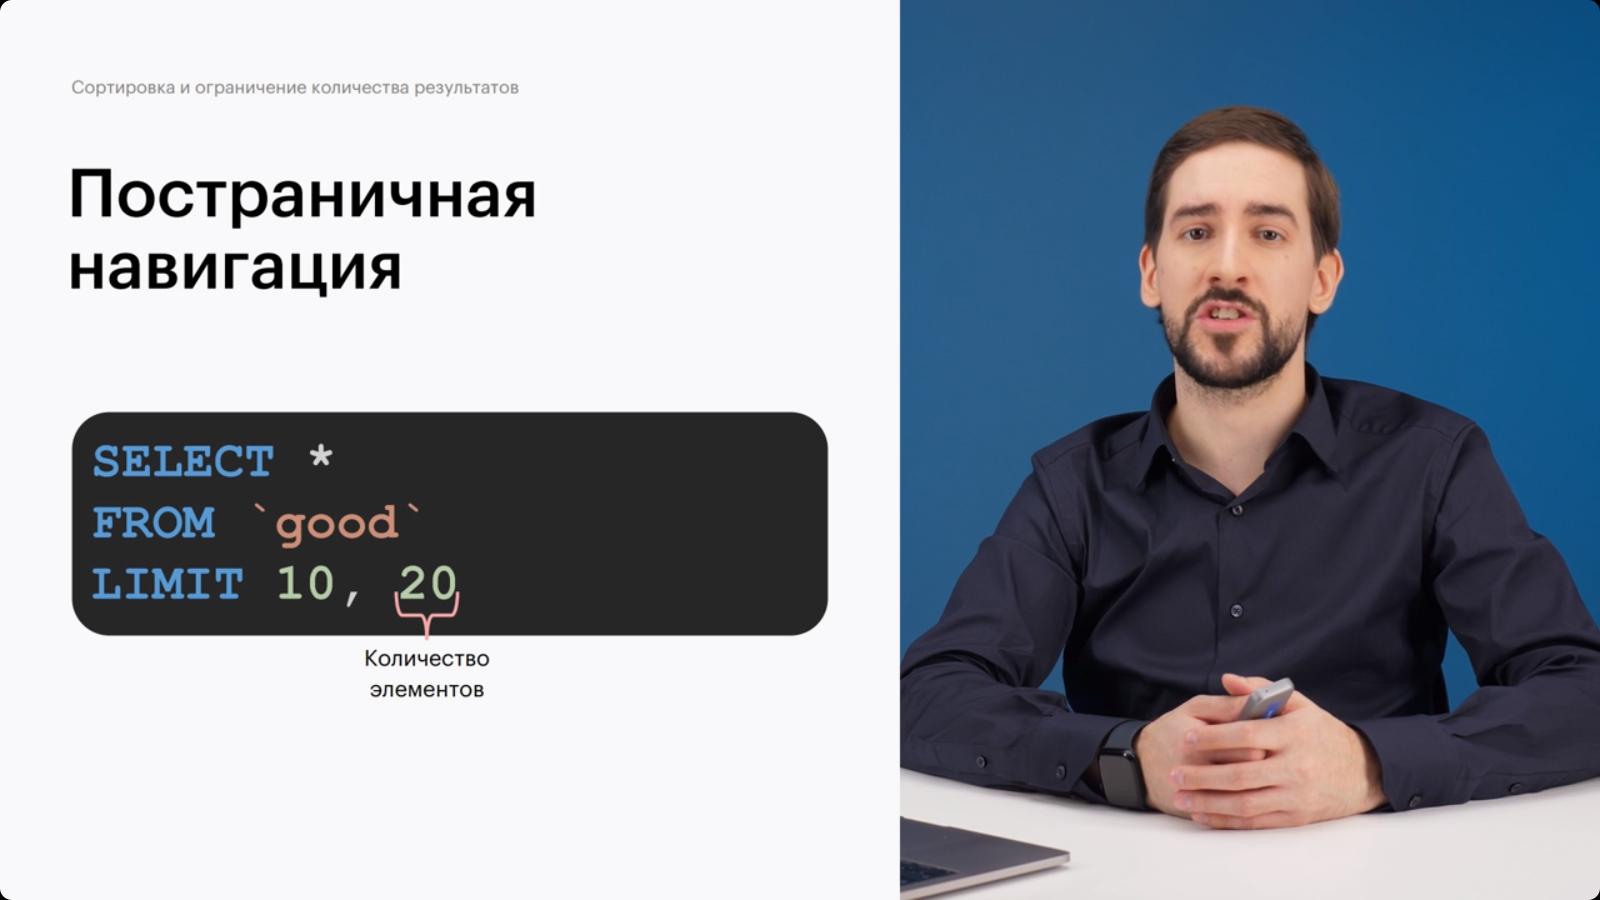 Сортировка и ограничение количества результатов
Постраничная
навигация
SELECT *
FROM `good`
LIMIT 10, 20
Количество
элементов